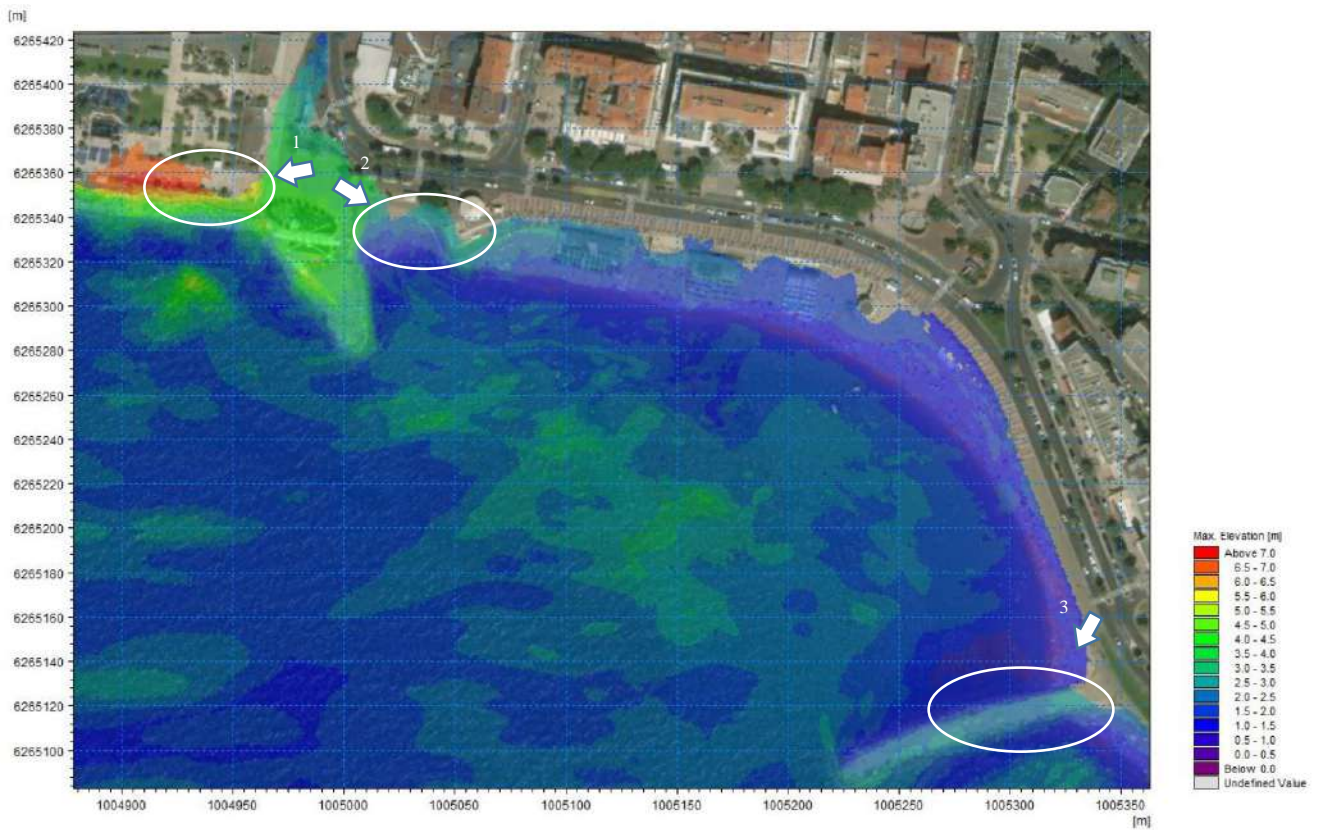 [m]
6265420
6265400
6265380
6265360
6265340
6265320
6265300
6265280
6265260
6265240
6265220
6265200
6265180
6265160
6265140
6265120
6265100
1
2
3
1004900
1004950
1005000
1005050
1005100
1005150
1005200
1005250
1005300
1005350
[m]
Max. Elevation [m]
Above 7.0
6.5 - 7.0
6.0 - 6.5
5.5 - 6.0
5.0 - 5.5
4.5 - 5.0
4.0 - 4.5
3.5 - 4.0
3.0 - 3.5
2.5 - 3.0
2.0 - 2.5
1.5 - 2.0
1.0 - 1.5
0.5 - 1.0
0.0 - 0.5
Below 0.0
Undefined Value